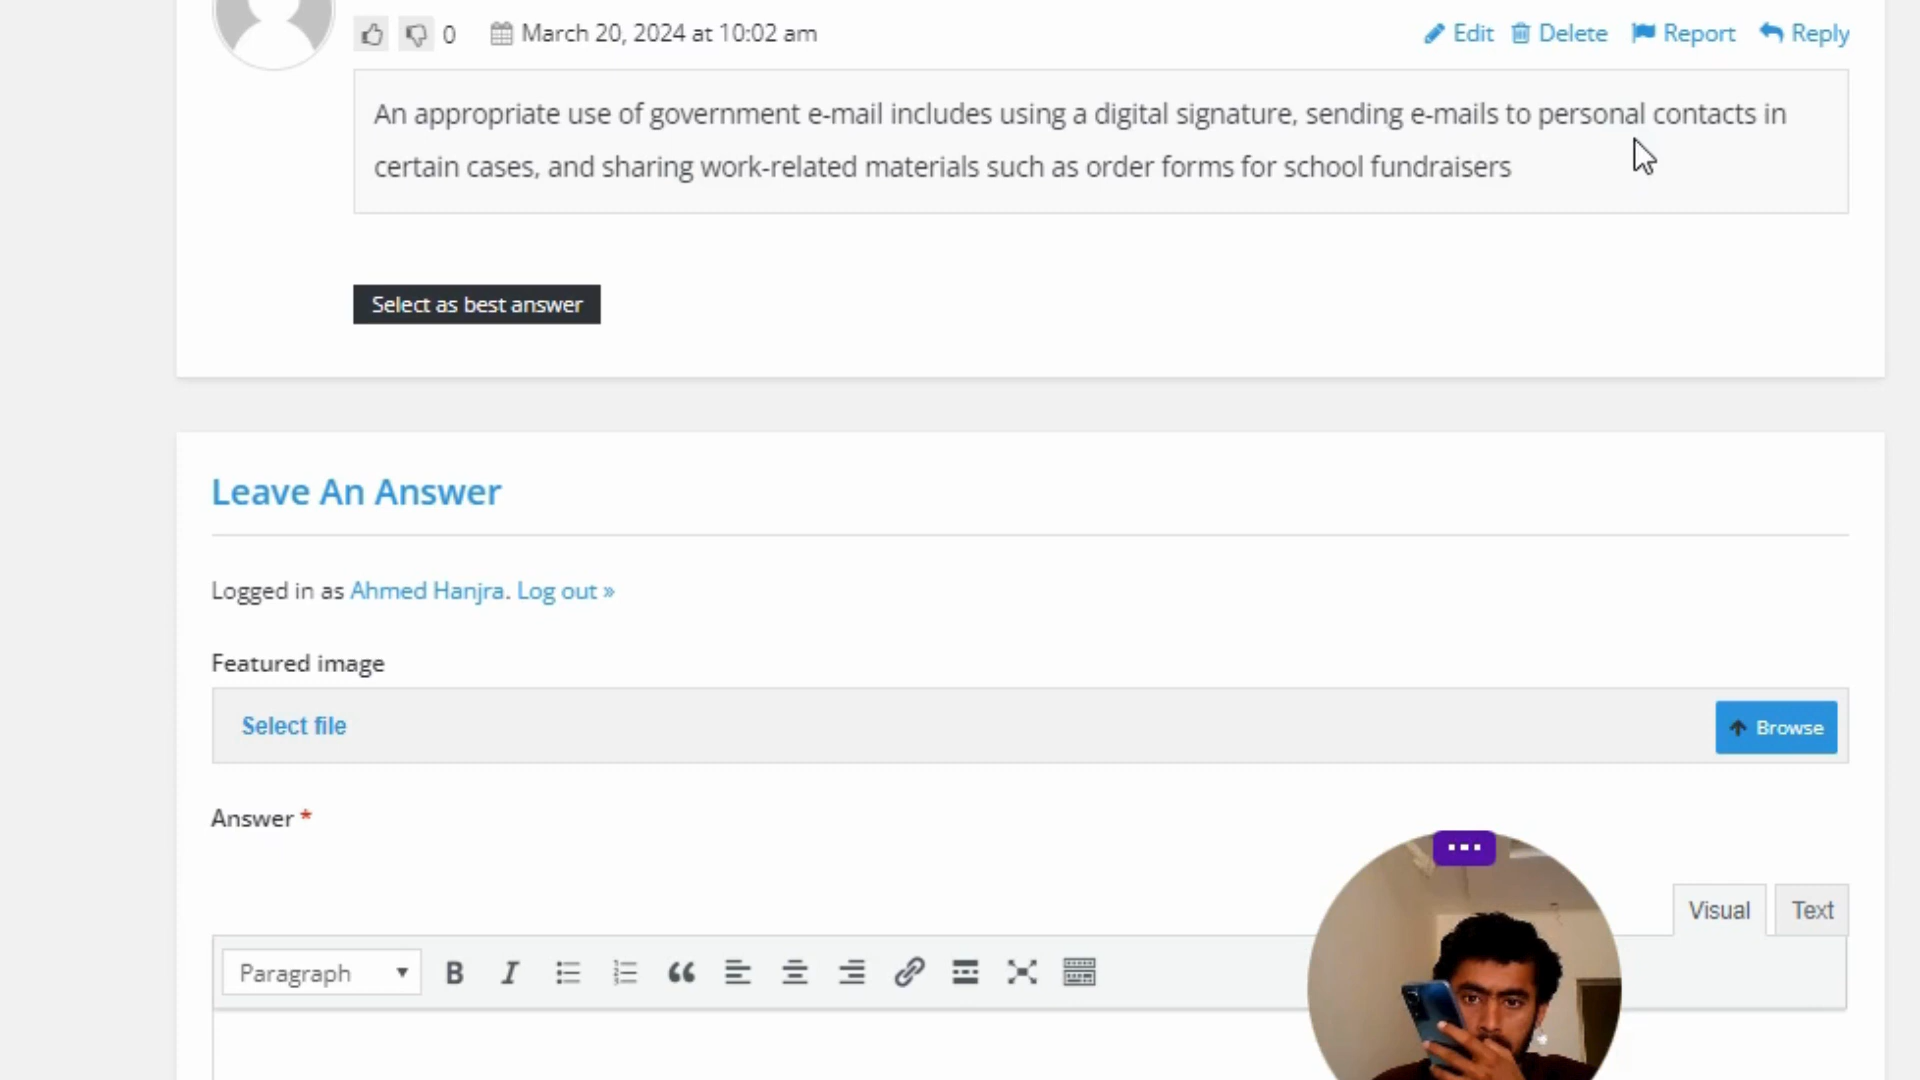 0 March 20, 2024 at 10:02 am Edit Delete Report Reply
An appropriate use of government e-mail includes using a digital signature, sending e-mails to personal contacts in
certain cases, and sharing work-related materials such as order forms for school fundraisers
Select as best answer
Leave An Answer
Logged in as Ahmed Hanjra. Log out »
Featured image
Select file Browse
Answer *
Visual Text
Paragraph B I